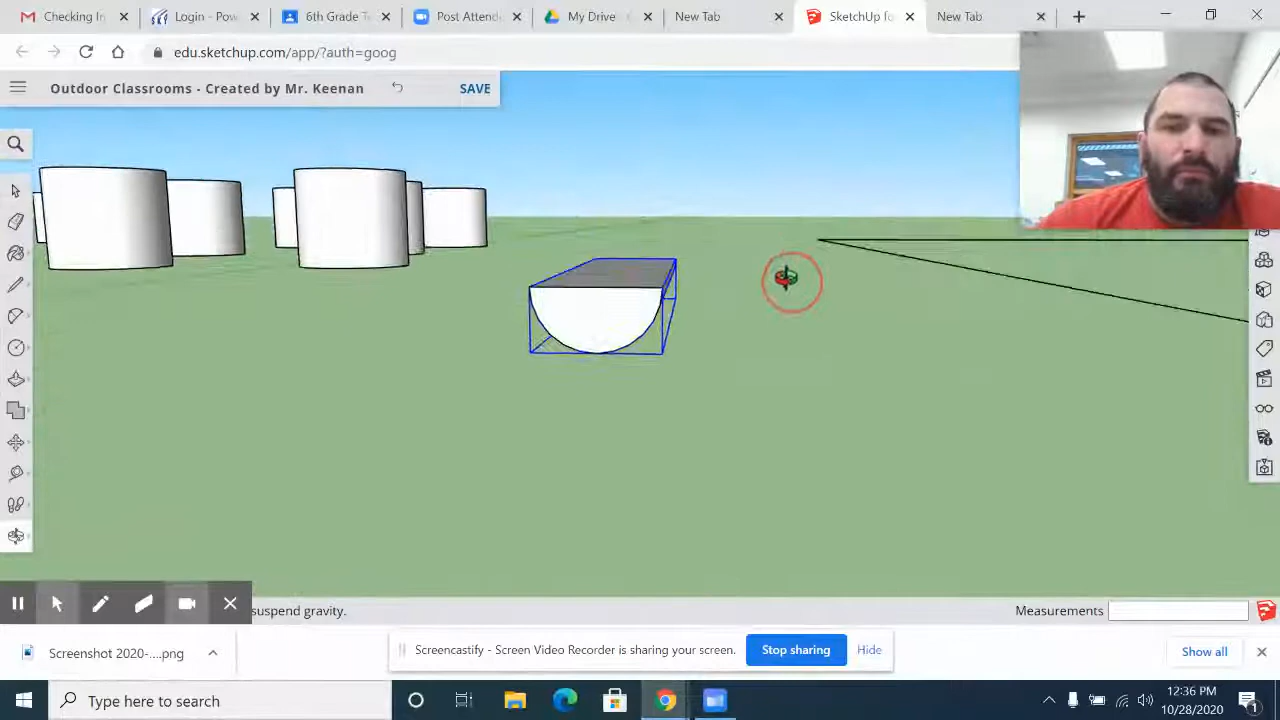 Checking
Login - Pow
6th Grade T
Post Attend
My Drive
New Tab
SketchUp fo
New Tab
edu.sketchup.com/app/?auth=goog
Outdoor Classrooms - Created by Mr. Keenan
SAVE
suspend gravity.
Measurements
Screenshot 2020-....png
Screencastify - Screen Video Recorder is sharing your screen.
Stop sharing
Hide
Show all
Type here to search
12:36 PM
10/28/2020
1